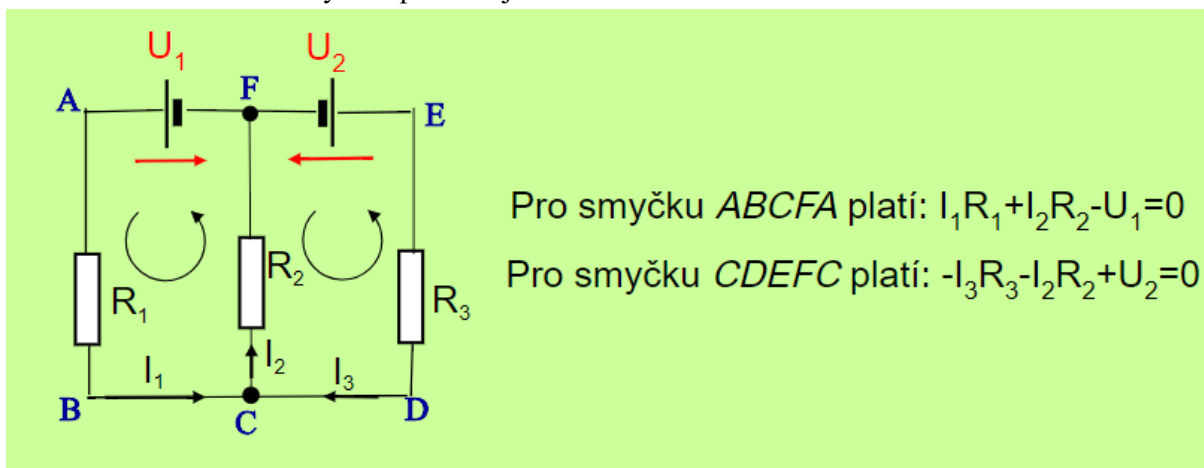 U₁ U₂
A F E
R₁ R₂ R₃
I₁ I₂ I₃
B C D
Pro smyčku ABCFA platí: I₁R₁+I₂R₂-U₁=0
Pro smyčku CDEFC platí: -I₃R₃-I₂R₂+U₂=0